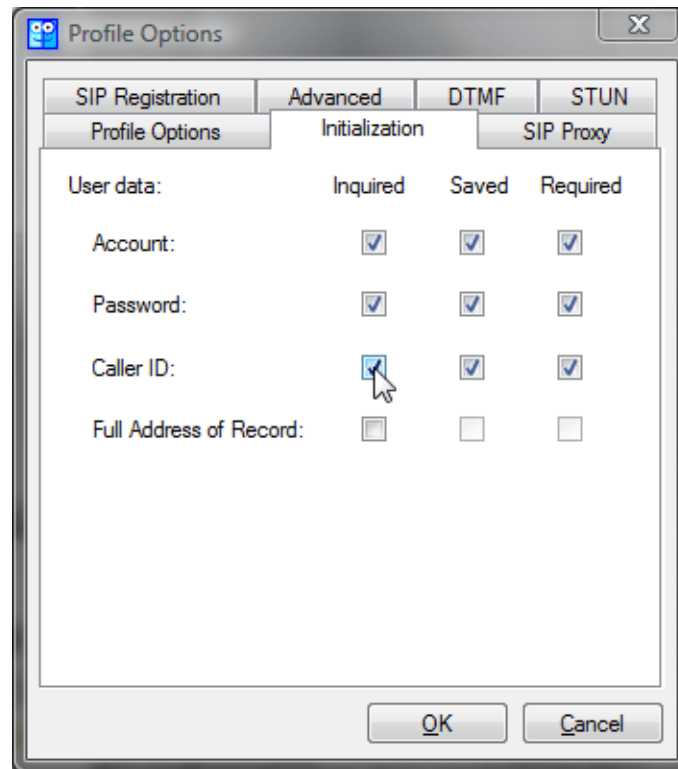 Profile Options
SIP Registration Advanced DTMF STUN
Profile Options Initialization SIP Proxy
User data: Inquired Saved Required
Account:
Password:
Caller ID:
Full Address of Record:
OK Cancel